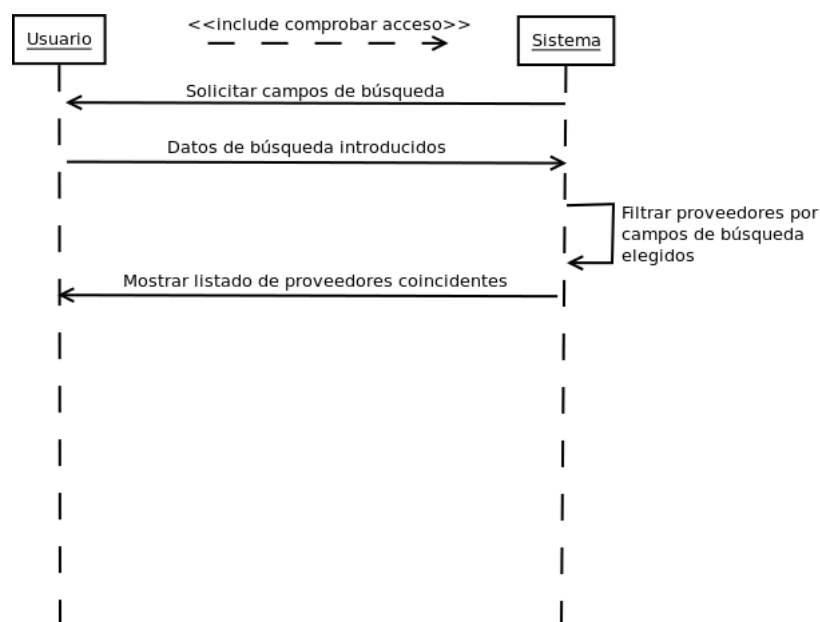 Usuario
<<include comprobar acceso>>
Sistema
Solicitar campos de búsqueda
Datos de búsqueda introducidos
Filtrar proveedores por
campos de búsqueda
elegidos
Mostrar listado de proveedores coincidentes